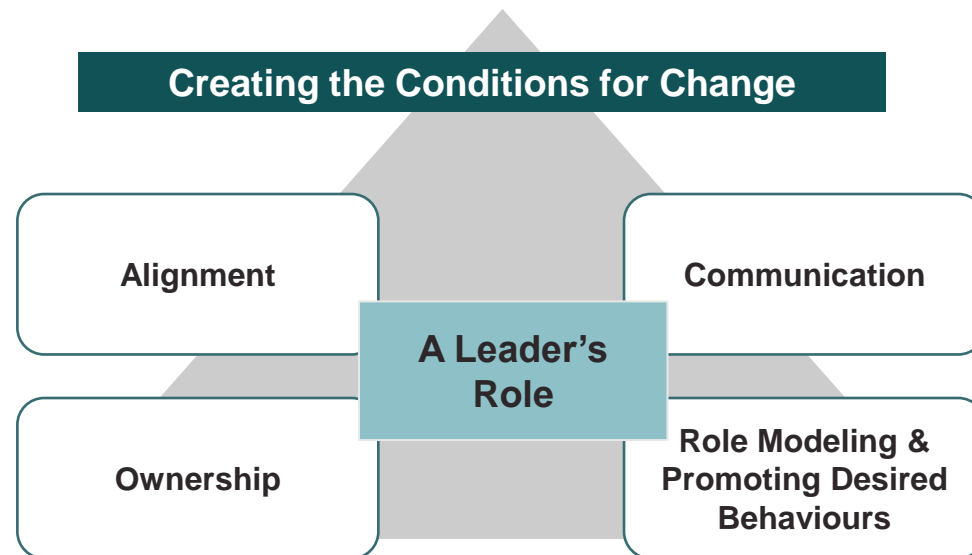 Creating the Conditions for Change
Alignment
Communication
A Leader’s
Role
Ownership
Role Modeling &
Promoting Desired
Behaviours